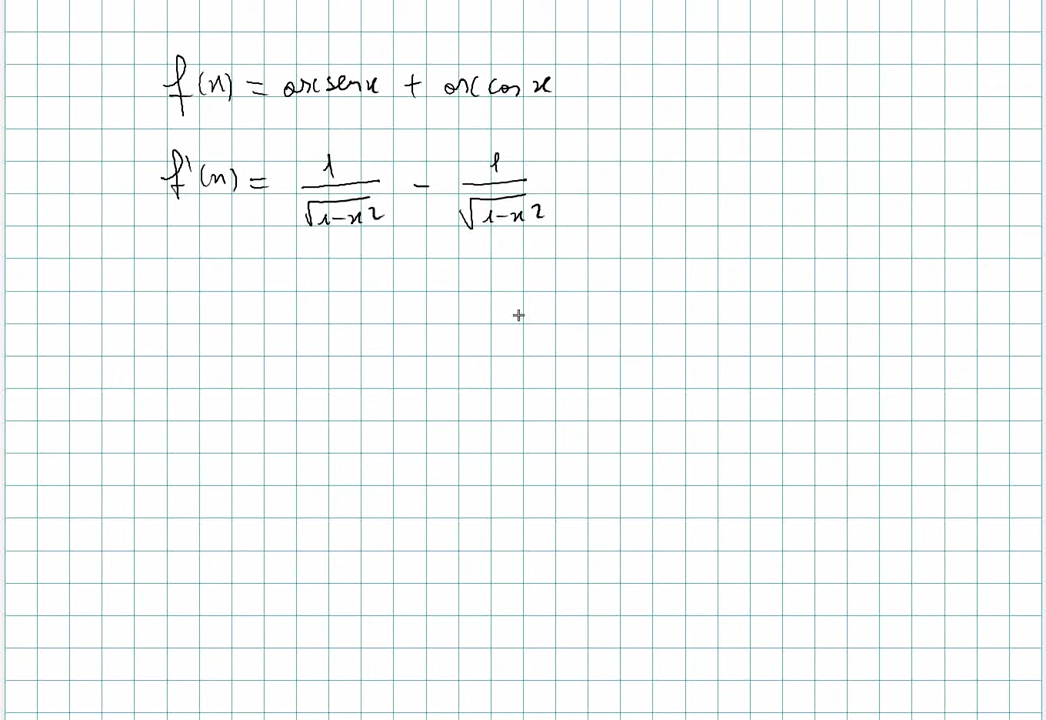 f(x) = arcsen x + arccos x
f'(x) = 1/√(1-x²) - 1/√(1-x²)